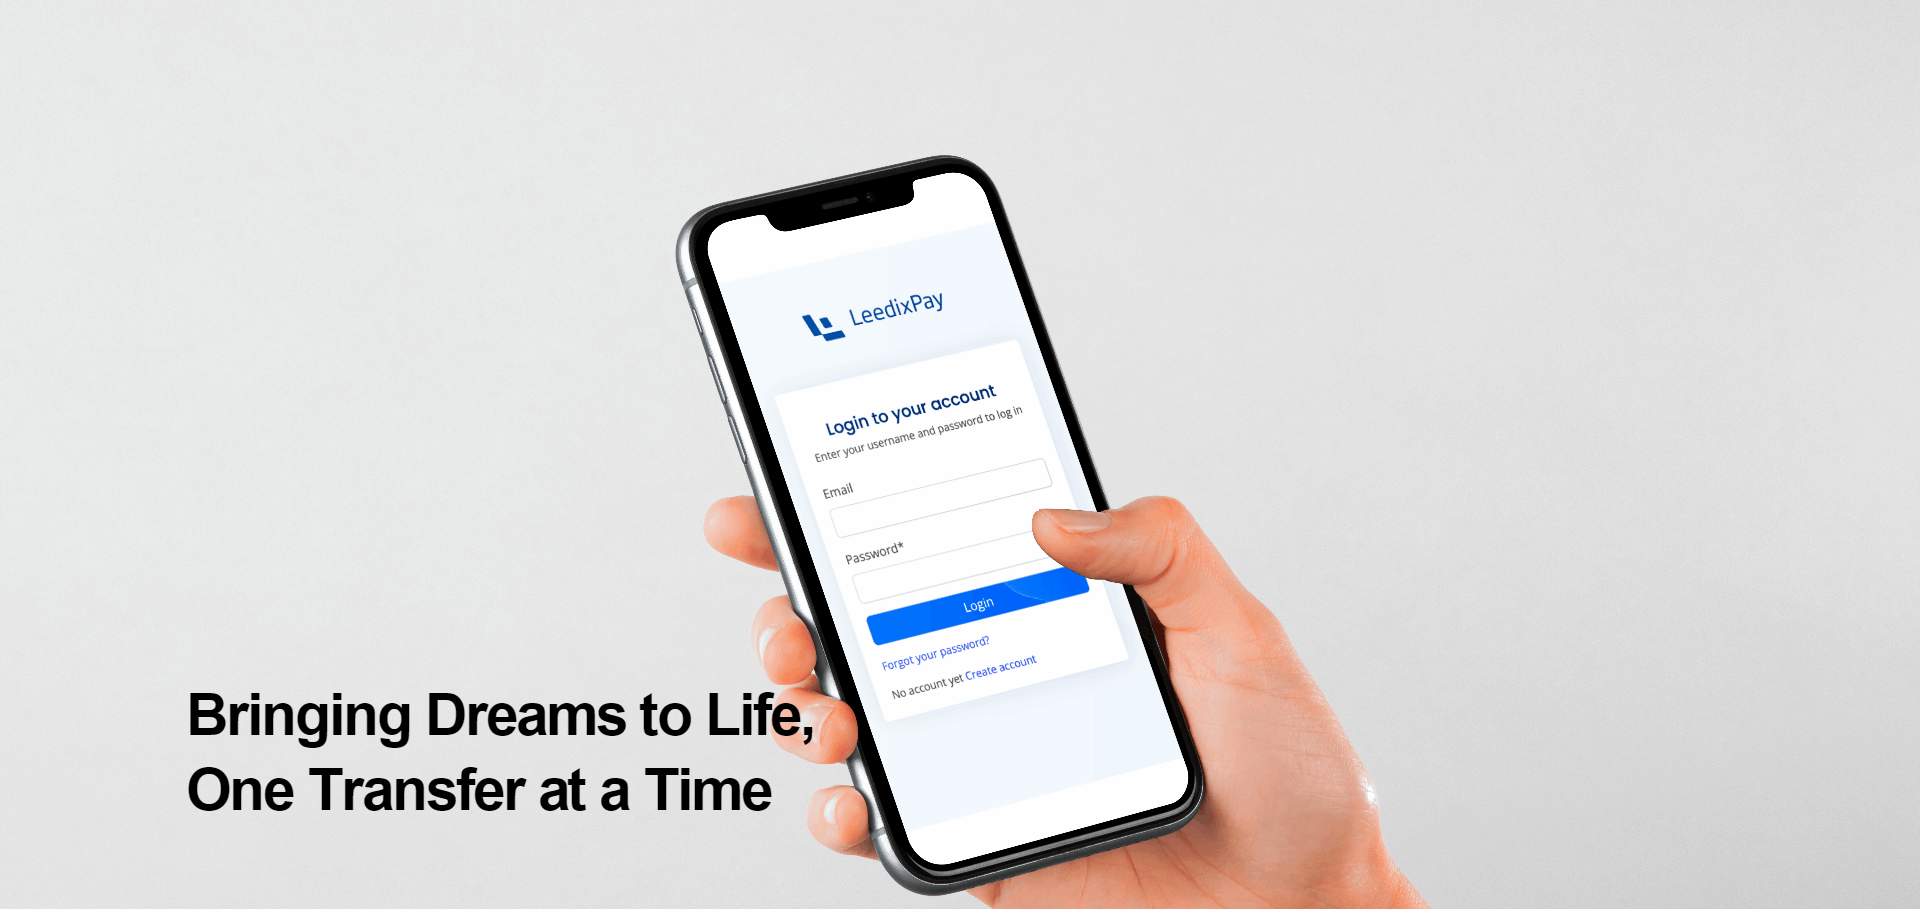 LeedixPay
Login to your account
Enter your username and password to log in
Email
Password*
Login
Forgot your password?
No account yet Create account
Bringing Dreams to Life,
One Transfer at a Time